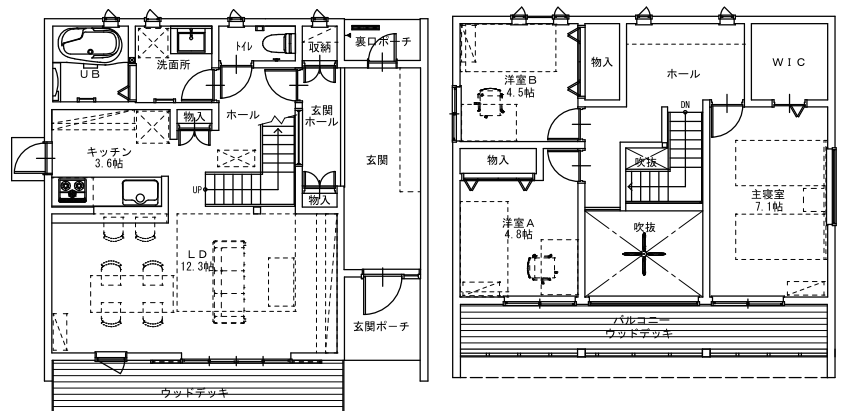 UB
洗面所
トイレ
収納
裏口ポーチ
物入
ホール
玄関
ホール
玄関
キッチン
3.6帖
UP
物入
LD
12.3帖
玄関ポーチ
ウッドデッキ
洋室B
4.5帖
物入
ホール
WIC
DN
物入
吹抜
主寝室
7.1帖
洋室A
4.8帖
吹抜
バルコニー
ウッドデッキ